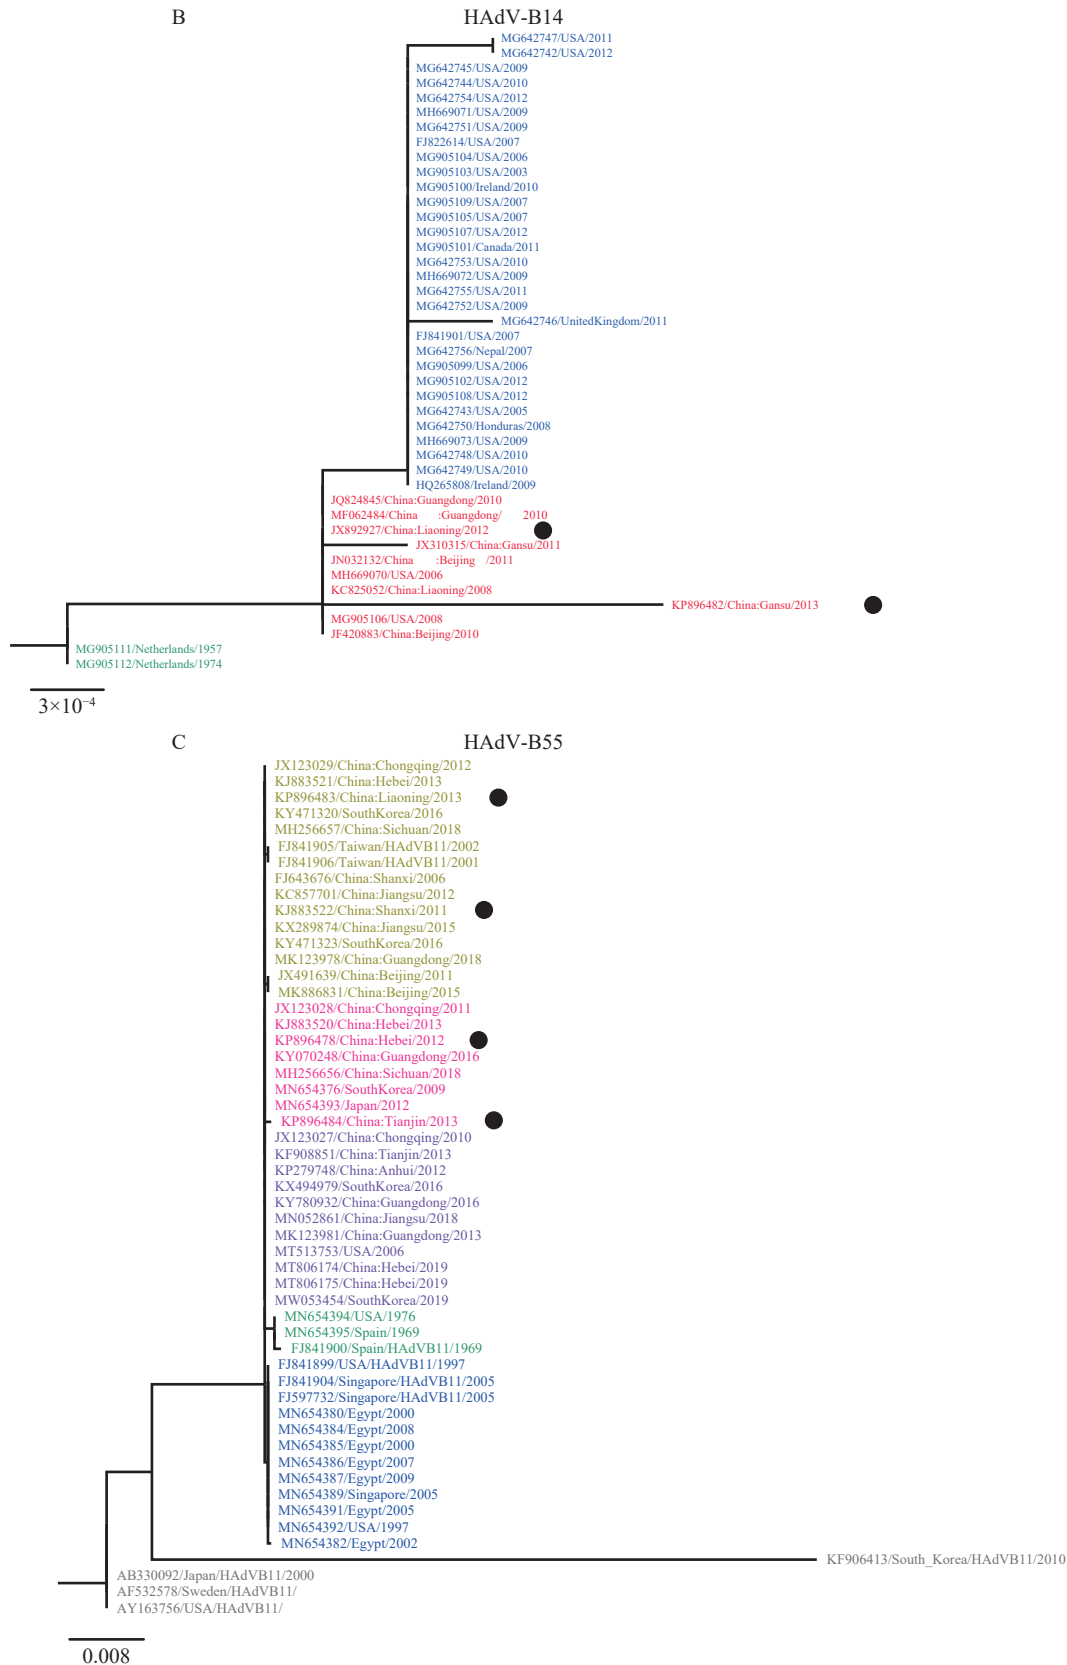 B HAdV-B14
MG642747/USA/2011
MG642742/USA/2012
MG642745/USA/2009
MG642744/USA/2010
MG642754/USA/2012
MH669071/USA/2009
MG642751/USA/2009
FJ822614/USA/2007
MG905104/USA/2006
MG905103/USA/2003
MG905100/Ireland/2010
MG905109/USA/2007
MG905105/USA/2007
MG905107/USA/2012
MG905101/Canada/2011
MG642753/USA/2010
MH669072/USA/2009
MG642755/USA/2011
MG642752/USA/2009
MG642746/UnitedKingdom/2011
FJ841901/USA/2007
MG642756/Nepal/2007
MG905099/USA/2006
MG905102/USA/2012
MG905108/USA/2012
MG642743/USA/2005
MG642750/Honduras/2008
MH669073/USA/2009
MG642748/USA/2010
MG642749/USA/2010
HQ265808/Ireland/2009
JQ824845/China:Guangdong/2010
MF062484/China :Guangdong/ 2010
JX892927/China:Liaoning/2012
JX310315/China:Gansu/2011
JN032132/China :Beijing /2011
MH669070/USA/2006
KC825052/China:Liaoning/2008
KP896482/China:Gansu/2013
MG905106/USA/2008
JF420883/China:Beijing/2010
MG905111/Netherlands/1957
MG905112/Netherlands/1974
3×10⁻⁴
C HAdV-B55
JX123029/China:Chongqing/2012
KJ883521/China:Hebei/2013
KP896483/China:Liaoning/2013
KY471320/SouthKorea/2016
MH256657/China:Sichuan/2018
FJ841905/Taiwan/HAdVB11/2002
FJ841906/Taiwan/HAdVB11/2001
FJ643676/China:Shanxi/2006
KC857701/China:Jiangsu/2012
KJ883522/China:Shanxi/2011
KX289874/China:Jiangsu/2015
KY471323/SouthKorea/2016
MK123978/China:Guangdong/2018
JX491639/China:Beijing/2011
MK886831/China:Beijing/2015
JX123028/China:Chongqing/2011
KJ883520/China:Hebei/2013
KP896478/China:Hebei/2012
KY070248/China:Guangdong/2016
MH256656/China:Sichuan/2018
MN654376/SouthKorea/2009
MN654393/Japan/2012
KP896484/China:Tianjin/2013
JX123027/China:Chongqing/2010
KF908851/China:Tianjin/2013
KP279748/China:Anhui/2012
KX494979/SouthKorea/2016
KY780932/China:Guangdong/2016
MN052861/China:Jiangsu/2018
MK123981/China:Guangdong/2013
MT513753/USA/2006
MT806174/China:Hebei/2019
MT806175/China:Hebei/2019
MW053454/SouthKorea/2019
MN654394/USA/1976
MN654395/Spain/1969
FJ841900/Spain/HAdVB11/1969
FJ841899/USA/HAdVB11/1997
FJ841904/Singapore/HAdVB11/2005
FJ597732/Singapore/HAdVB11/2005
MN654380/Egypt/2000
MN654384/Egypt/2008
MN654385/Egypt/2000
MN654386/Egypt/2007
MN654387/Egypt/2009
MN654389/Singapore/2005
MN654391/Egypt/2005
MN654392/USA/1997
MN654382/Egypt/2002
KF906413/South_Korea/HAdVB11/2010
AB330092/Japan/HAdVB11/2000
AF532578/Sweden/HAdVB11/
AY163756/USA/HAdVB11/
0.008